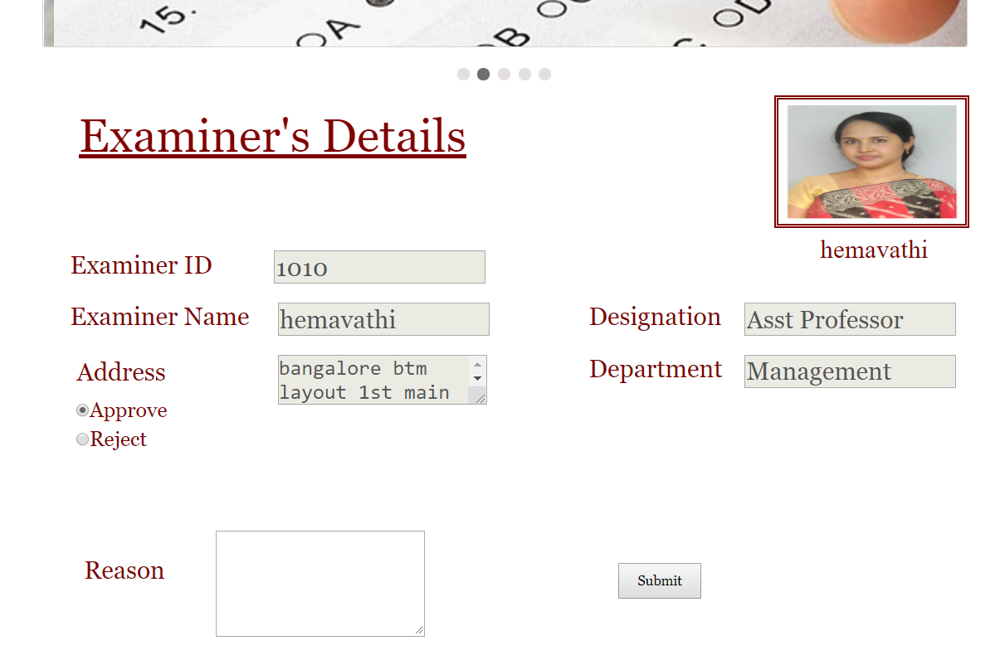 15.
OA
OB
C.
OD
Examiner's Details
hemavathi
Examiner ID
1010
Examiner Name
hemavathi
Designation
Asst Professor
Address
bangalore btm
layout 1st main
Department
Management
Approve
Reject
Reason
Submit